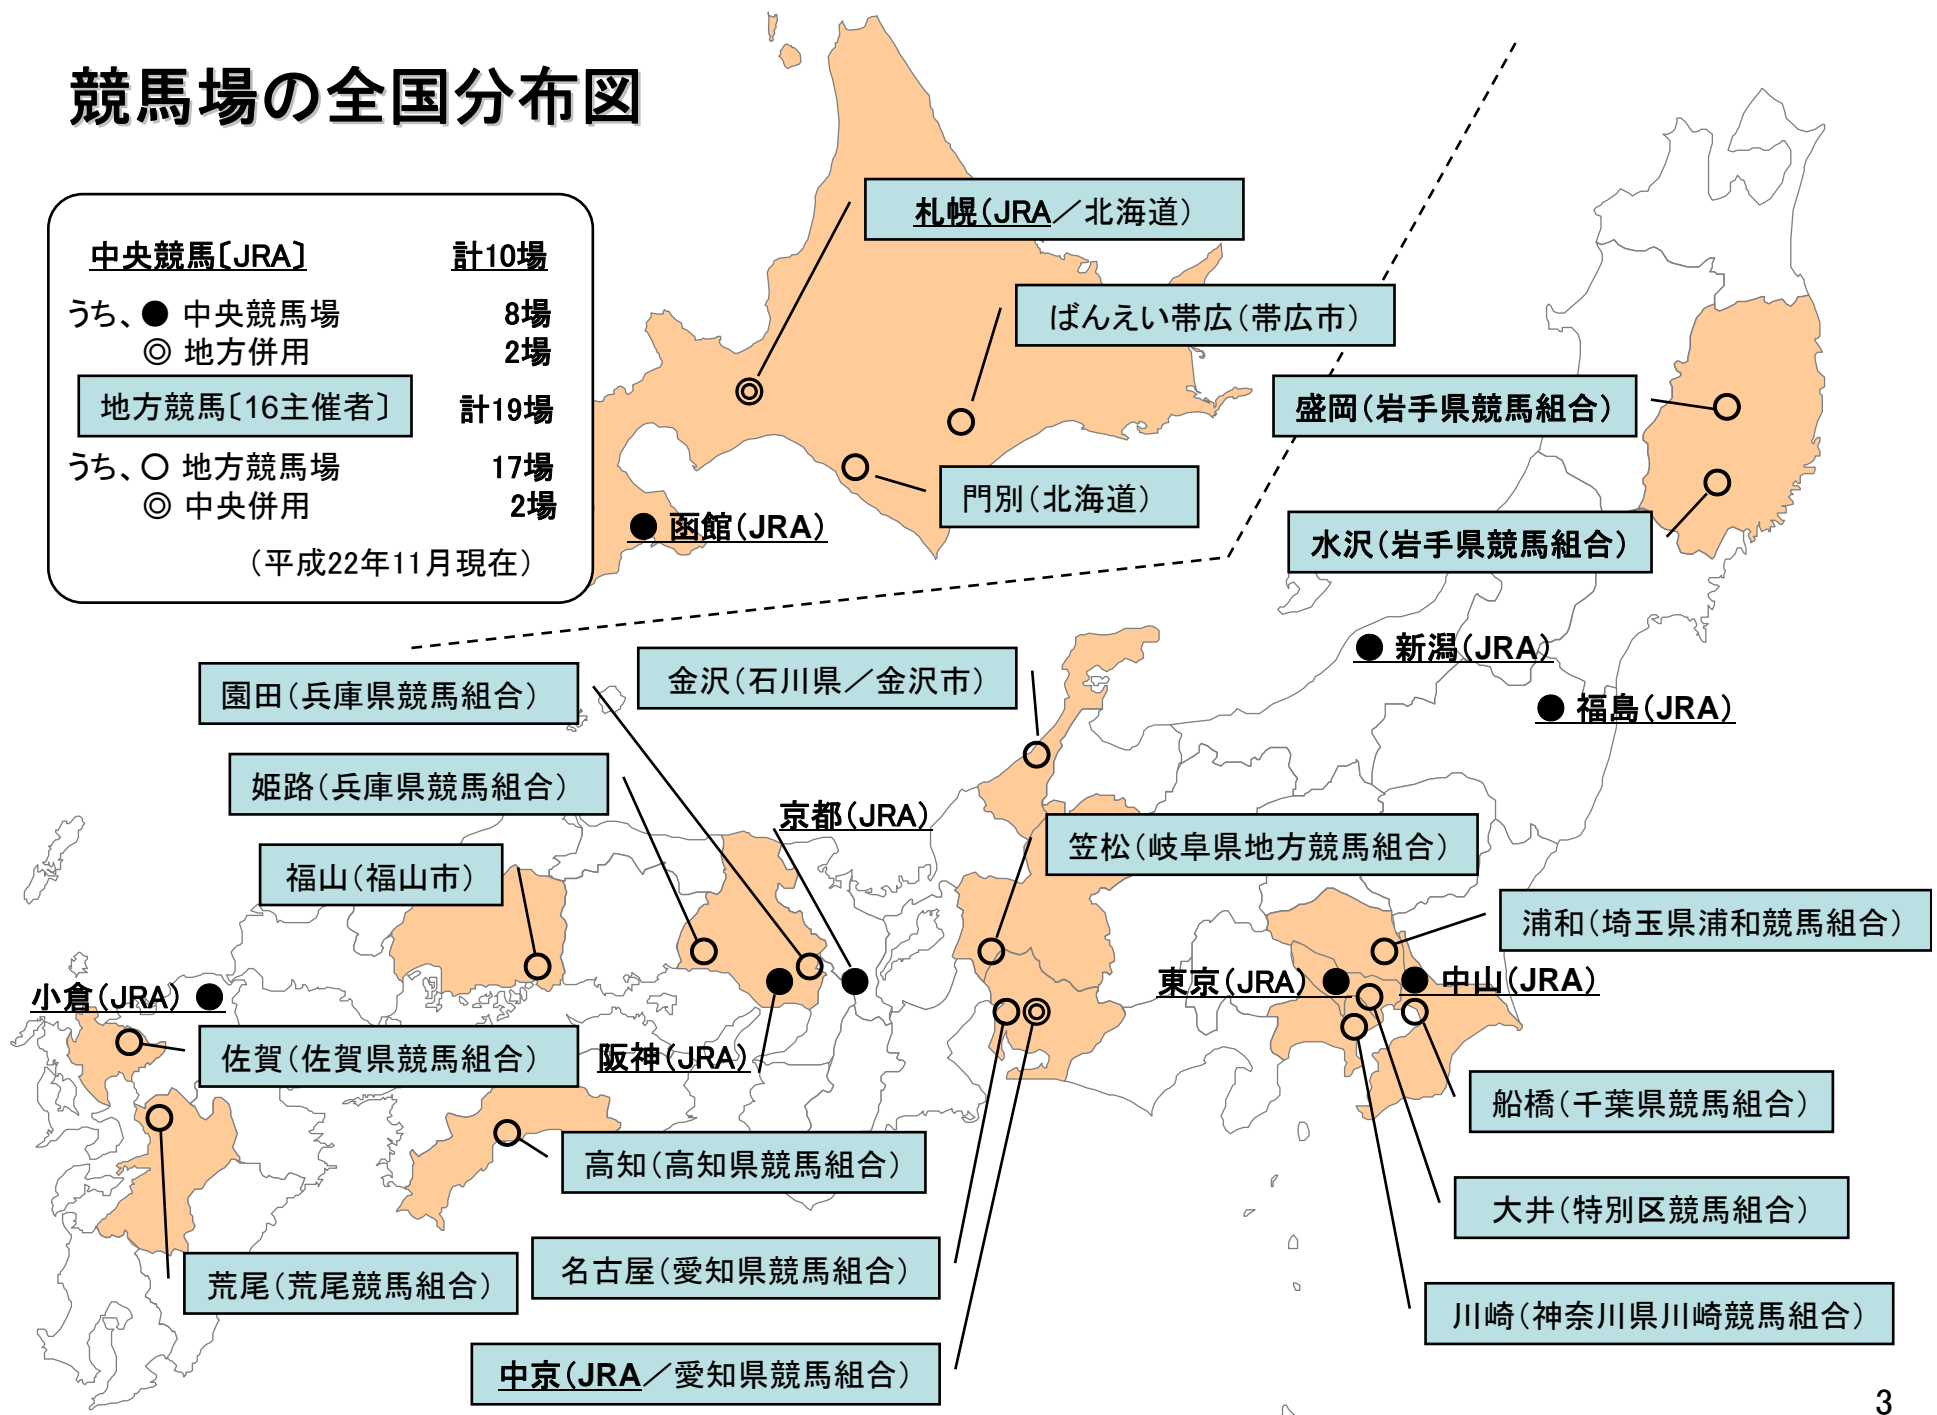 競馬場の全国分布図
中央競馬〔JRA〕 計10場
うち、● 中央競馬場 8場
◎ 地方併用 2場
地方競馬〔16主催者〕 計19場
うち、○ 地方競馬場 17場
◎ 中央併用 2場
（平成22年11月現在）
札幌（JRA／北海道）
ばんえい帯広（帯広市）
門別（北海道）
● 函館（JRA）
盛岡（岩手県競馬組合）
水沢（岩手県競馬組合）
● 新潟（JRA）
● 福島（JRA）
園田（兵庫県競馬組合）
金沢（石川県／金沢市）
姫路（兵庫県競馬組合）
京都（JRA）
笠松（岐阜県地方競馬組合）
福山（福山市）
浦和（埼玉県浦和競馬組合）
小倉（JRA） ●
東京（JRA） ●
● 中山（JRA）
佐賀（佐賀県競馬組合）
阪神（JRA）
船橋（千葉県競馬組合）
高知（高知県競馬組合）
大井（特別区競馬組合）
名古屋（愛知県競馬組合）
荒尾（荒尾競馬組合）
川崎（神奈川県川崎競馬組合）
中京（JRA／愛知県競馬組合）
3